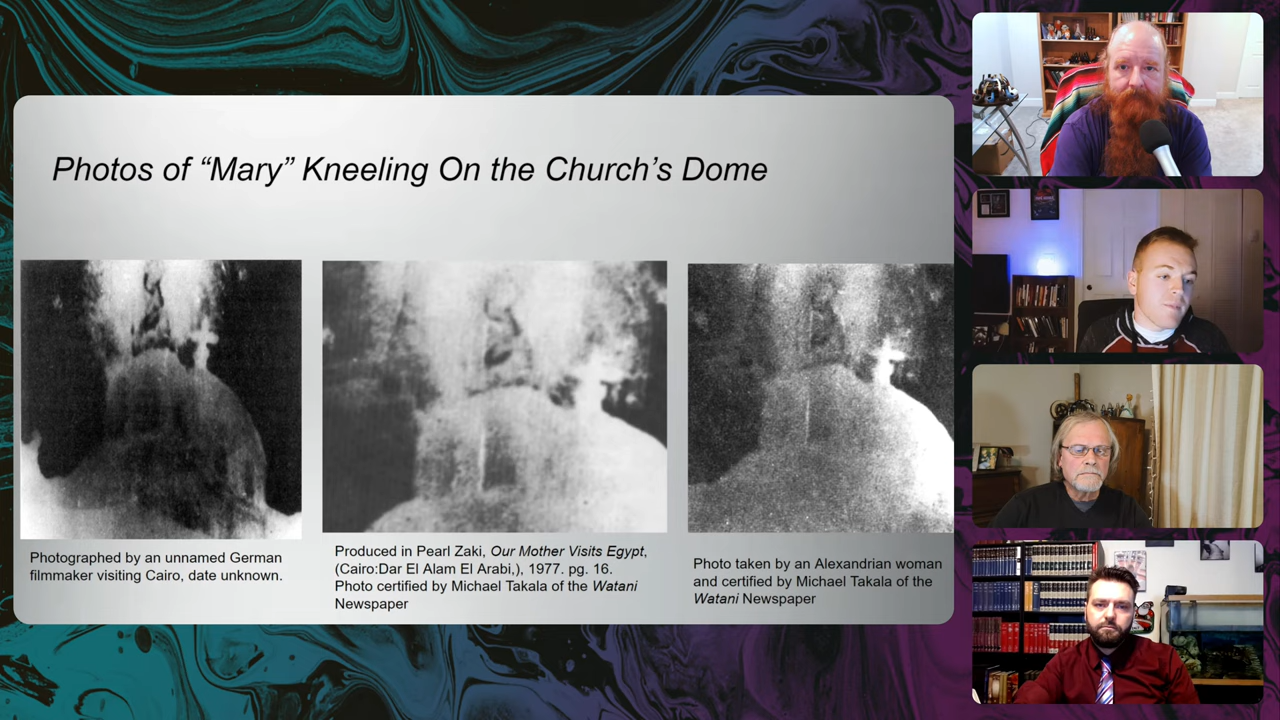 Photos of “Mary” Kneeling On the Church’s Dome
Photographed by an unnamed German
filmmaker visiting Cairo, date unknown.
Produced in Pearl Zaki, Our Mother Visits Egypt,
(Cairo:Dar El Alam El Arabi,), 1977. pg. 16.
Photo certified by Michael Takala of the Watani
Newspaper
Photo taken by an Alexandrian woman
and certified by Michael Takala of the
Watani Newspaper